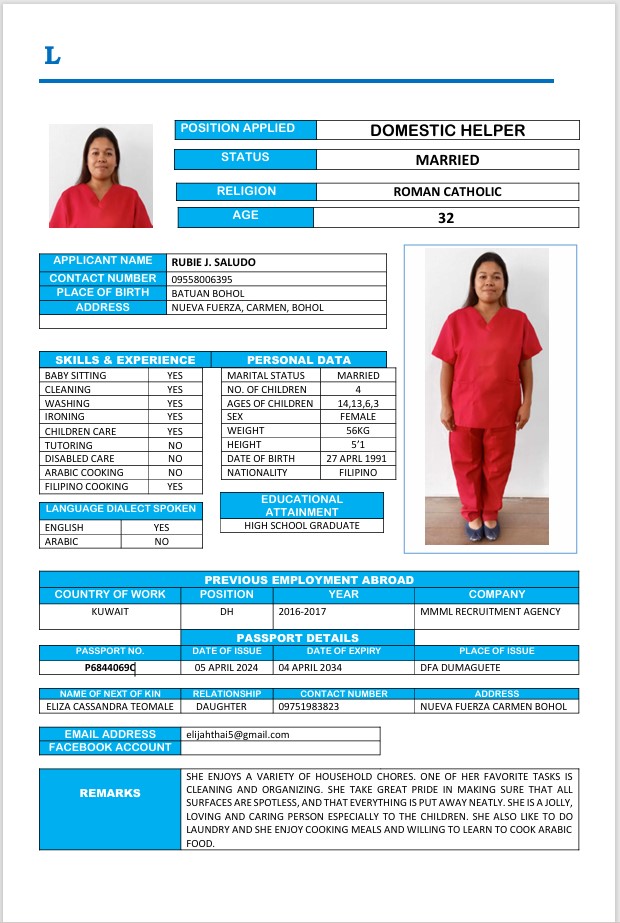 L
POSITION APPLIED DOMESTIC HELPER
STATUS MARRIED
RELIGION ROMAN CATHOLIC
AGE 32
APPLICANT NAME RUBIE J. SALUDO
CONTACT NUMBER 09558006395
PLACE OF BIRTH BATUAN BOHOL
ADDRESS NUEVA FUERZA, CARMEN, BOHOL
SKILLS & EXPERIENCE
BABY SITTING YES
CLEANING YES
WASHING YES
IRONING YES
CHILDREN CARE YES
TUTORING NO
DISABLED CARE NO
ARABIC COOKING NO
FILIPINO COOKING YES
LANGUAGE DIALECT SPOKEN
ENGLISH YES
ARABIC NO
PERSONAL DATA
MARITAL STATUS MARRIED
NO. OF CHILDREN 4
AGES OF CHILDREN 14,13,6,3
SEX FEMALE
WEIGHT 56KG
HEIGHT 5'1
DATE OF BIRTH 27 APRL 1991
NATIONALITY FILIPINO
EDUCATIONAL
ATTAINMENT
HIGH SCHOOL GRADUATE
PREVIOUS EMPLOYMENT ABROAD
COUNTRY OF WORK POSITION YEAR COMPANY
KUWAIT DH 2016-2017 MMML RECRUITMENT AGENCY
PASSPORT DETAILS
PASSPORT NO. DATE OF ISSUE DATE OF EXPIRY PLACE OF ISSUE
P6844069C 05 APRIL 2024 04 APRIL 2034 DFA DUMAGUETE
NAME OF NEXT OF KIN RELATIONSHIP CONTACT NUMBER ADDRESS
ELIZA CASSANDRA TEOMALE DAUGHTER 09751983823 NUEVA FUERZA CARMEN BOHOL
EMAIL ADDRESS elijahthai5@gmail.com
FACEBOOK ACCOUNT
REMARKS
SHE ENJOYS A VARIETY OF HOUSEHOLD CHORES. ONE OF HER FAVORITE TASKS IS
CLEANING AND ORGANIZING. SHE TAKE GREAT PRIDE IN MAKING SURE THAT ALL
SURFACES ARE SPOTLESS, AND THAT EVERYTHING IS PUT AWAY NEATLY. SHE IS A JOLLY,
LOVING AND CARING PERSON ESPECIALLY TO THE CHILDREN. SHE ALSO LIKE TO DO
LAUNDRY AND SHE ENJOY COOKING MEALS AND WILLING TO LEARN TO COOK ARABIC
FOOD.